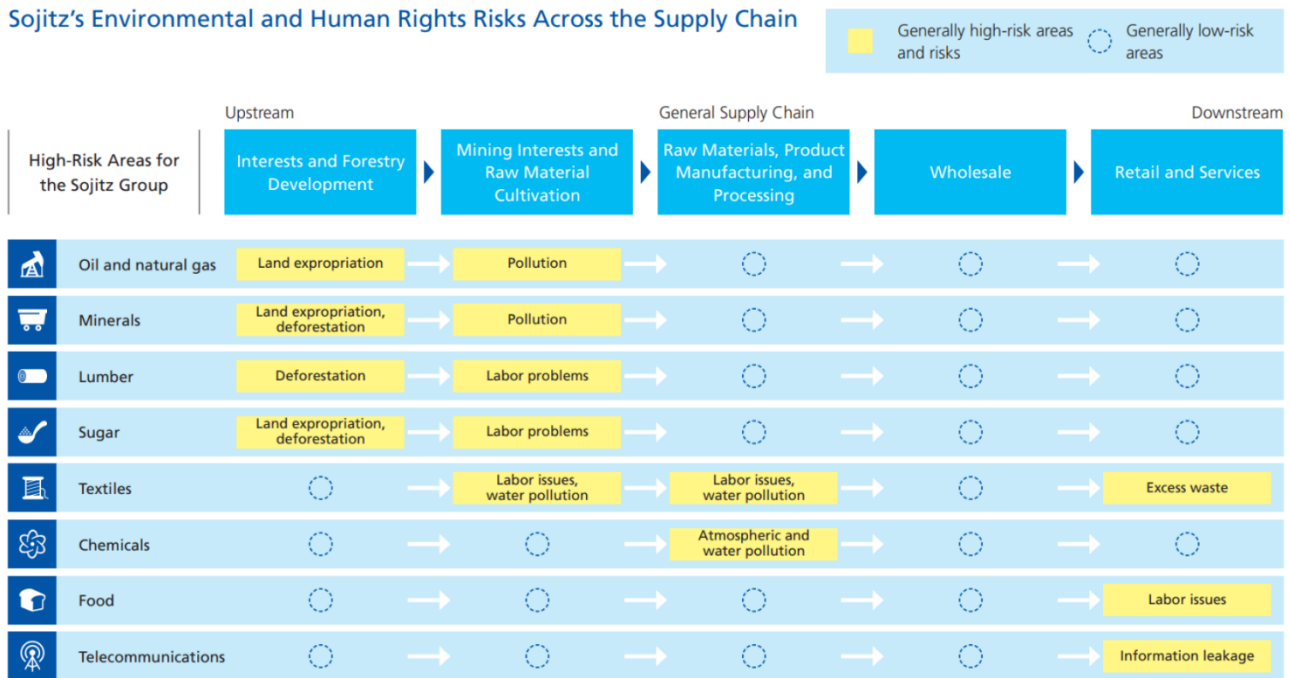 Sojitz's Environmental and Human Rights Risks Across the Supply Chain
Generally high-risk areas
and risks
Generally low-risk
areas
Upstream
General Supply Chain
Downstream
High-Risk Areas for
the Sojitz Group
Interests and Forestry
Development
Mining Interests and
Raw Material
Cultivation
Raw Materials, Product
Manufacturing, and
Processing
Wholesale
Retail and Services
Oil and natural gas
Land expropriation
Pollution
Minerals
Land expropriation,
deforestation
Pollution
Lumber
Deforestation
Labor problems
Sugar
Land expropriation,
deforestation
Labor problems
Textiles
Labor issues,
water pollution
Labor issues,
water pollution
Excess waste
Chemicals
Atmospheric and
water pollution
Food
Labor issues
Telecommunications
Information leakage